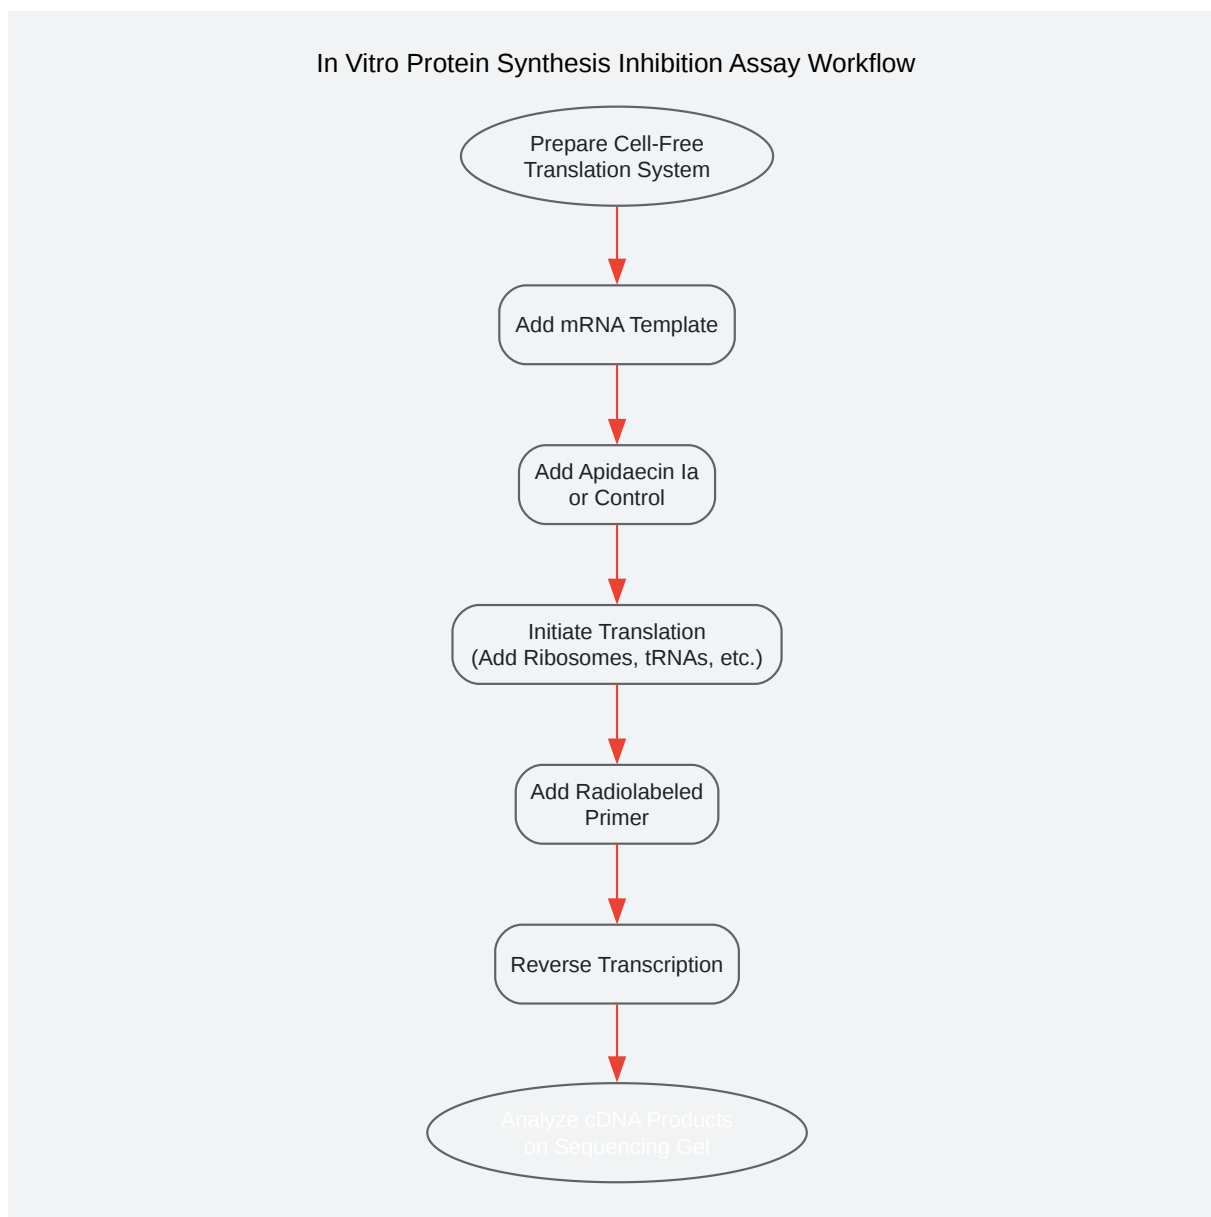 In Vitro Protein Synthesis Inhibition Assay Workflow
Prepare Cell-Free
Translation System
Add mRNA Template
Add Apidaecin Ia
or Control
Initiate Translation
(Add Ribosomes, tRNAs, etc.)
Add Radiolabeled
Primer
Reverse Transcription
Analyze cDNA Products
on Sequencing Gel